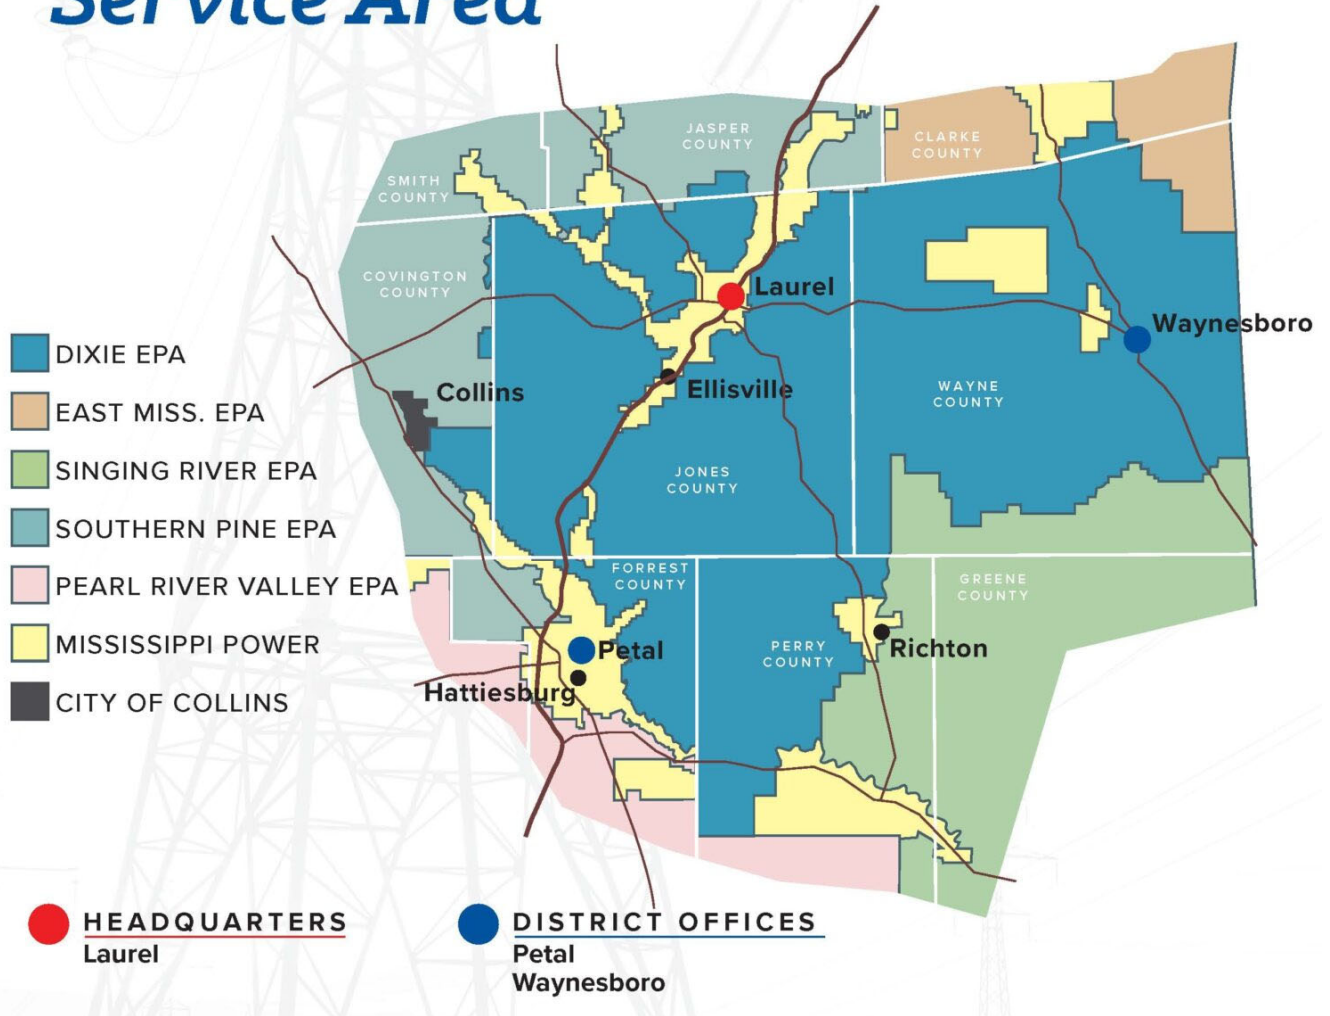 Service Area
JASPER
COUNTY
CLARKE
COUNTY
SMITH
COUNTY
COVINGTON
COUNTY
Laurel
Waynesboro
Collins
Ellisville
WAYNE
COUNTY
JONES
COUNTY
DIXIE EPA
EAST MISS. EPA
SINGING RIVER EPA
SOUTHERN PINE EPA
PEARL RIVER VALLEY EPA
MISSISSIPPI POWER
CITY OF COLLINS
FORREST
COUNTY
GREENE
COUNTY
PERRY
COUNTY
Petal
Richton
Hattiesburg
HEADQUARTERS
Laurel
DISTRICT OFFICES
Petal
Waynesboro